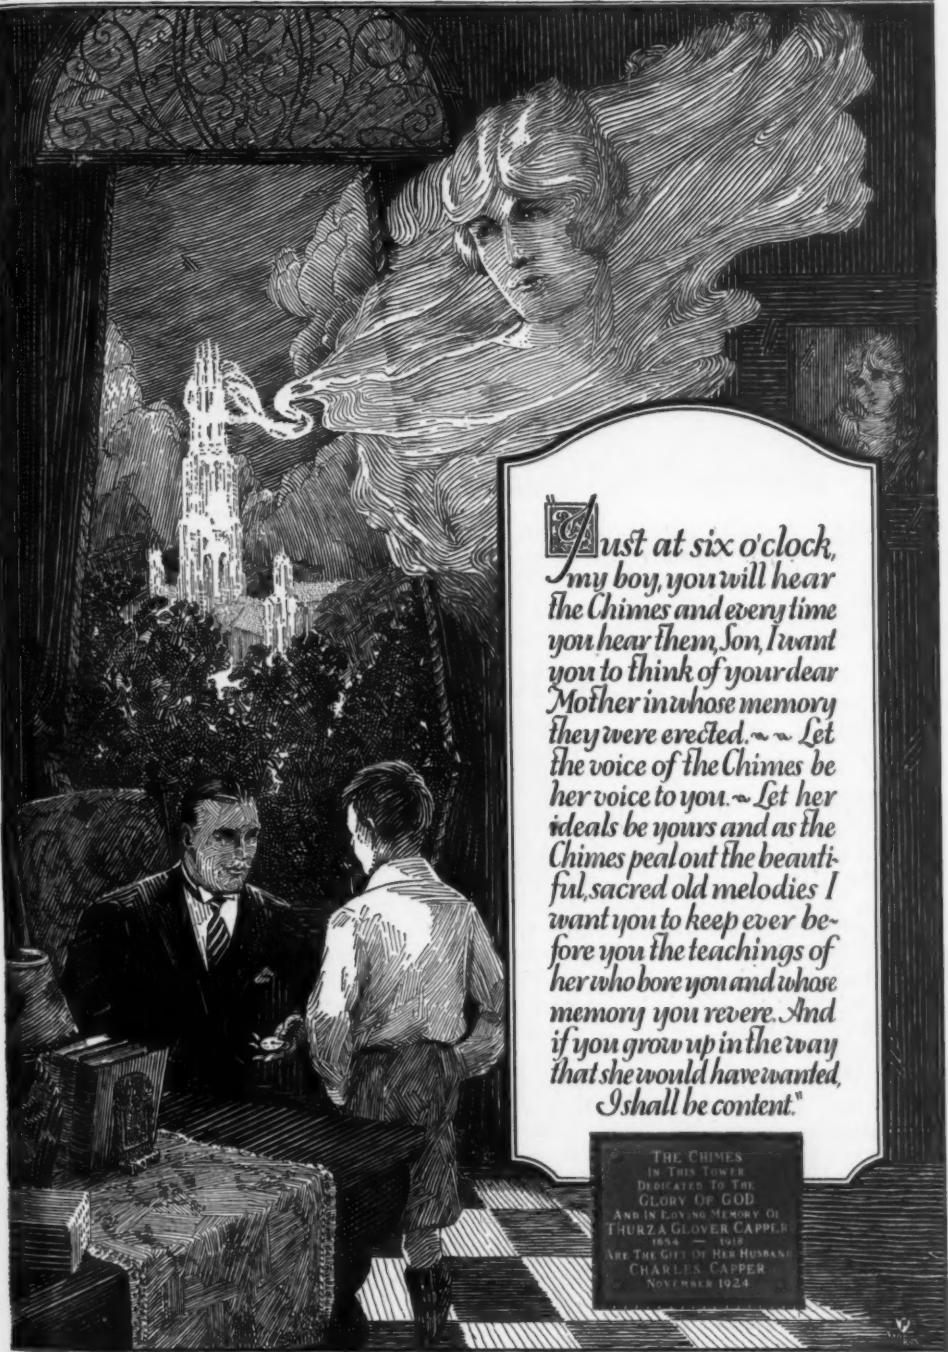 Just at six o'clock,
my boy, you will hear
the Chimes and every time
you hear them, Son, I want
you to think of your dear
Mother in whose memory
they were erected. ~ ~ Let
the voice of the Chimes be
her voice to you. ~ Let her
ideals be yours and as the
Chimes peal out the beauti-
ful, sacred old melodies I
want you to keep ever be-
fore you the teachings of
her who bore you and whose
memory you revere. And
if you grow up in the way
that she would have wanted,
I shall be content."
THE CHIMES
IN THIS TOWER
DEDICATED TO THE
GLORY OF GOD
AND IN LOVING MEMORY OF
THURZA GLOVER CAPPER
1854 — 1918
ARE THE GIFT OF HER HUSBAND
CHARLES CAPPER
NOVEMBER 1924